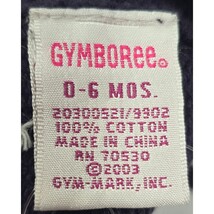 GYMBOREE®
0-6 MOS.
20300521/9902
100% COTTON
MADE IN CHINA
RN 70530
©2003
GYM-MARK, INC.